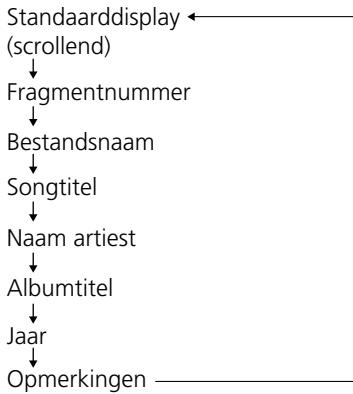 Standaarddisplay
(scrollend)
Fragmentnummer
Bestandsnaam
Songtitel
Naam artiest
Albumtitel
Jaar
Opmerkingen